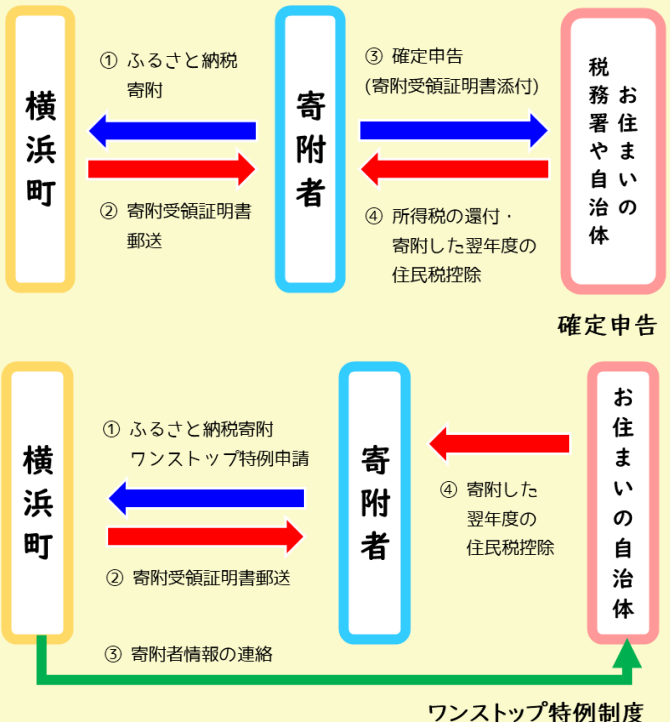 横浜町
① ふるさと納税
寄附
② 寄附受領証明書
郵送
寄附者
③ 確定申告
(寄附受領証明書添付)
④ 所得税の還付・
寄附した翌年度の
住民税控除
お住まいの
税務署や自治体
確定申告
横浜町
① ふるさと納税寄附
ワンストップ特例申請
② 寄附受領証明書郵送
③ 寄附者情報の連絡
寄附者
④ 寄附した
翌年度の
住民税控除
お住まいの自治体
ワンストップ特例制度